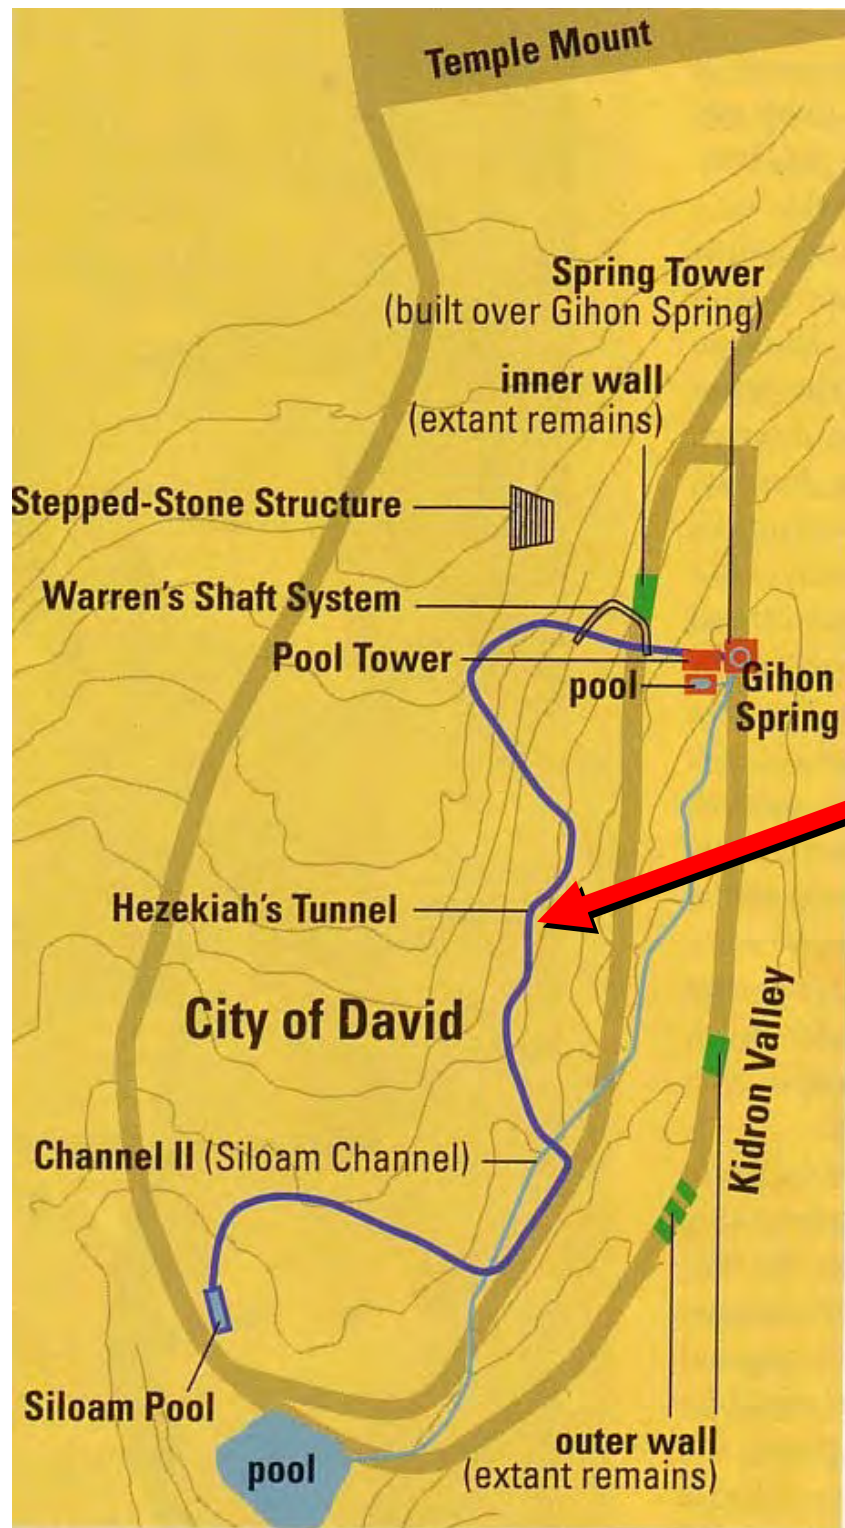 Temple Mount
Spring Tower
(built over Gihon Spring)
inner wall
(extant remains)
Stepped-Stone Structure
Warren's Shaft System
Pool Tower
pool
Gihon
Spring
Hezekiah's Tunnel
City of David
Kidron Valley
Channel II (Siloam Channel)
Siloam Pool
pool
outer wall
(extant remains)